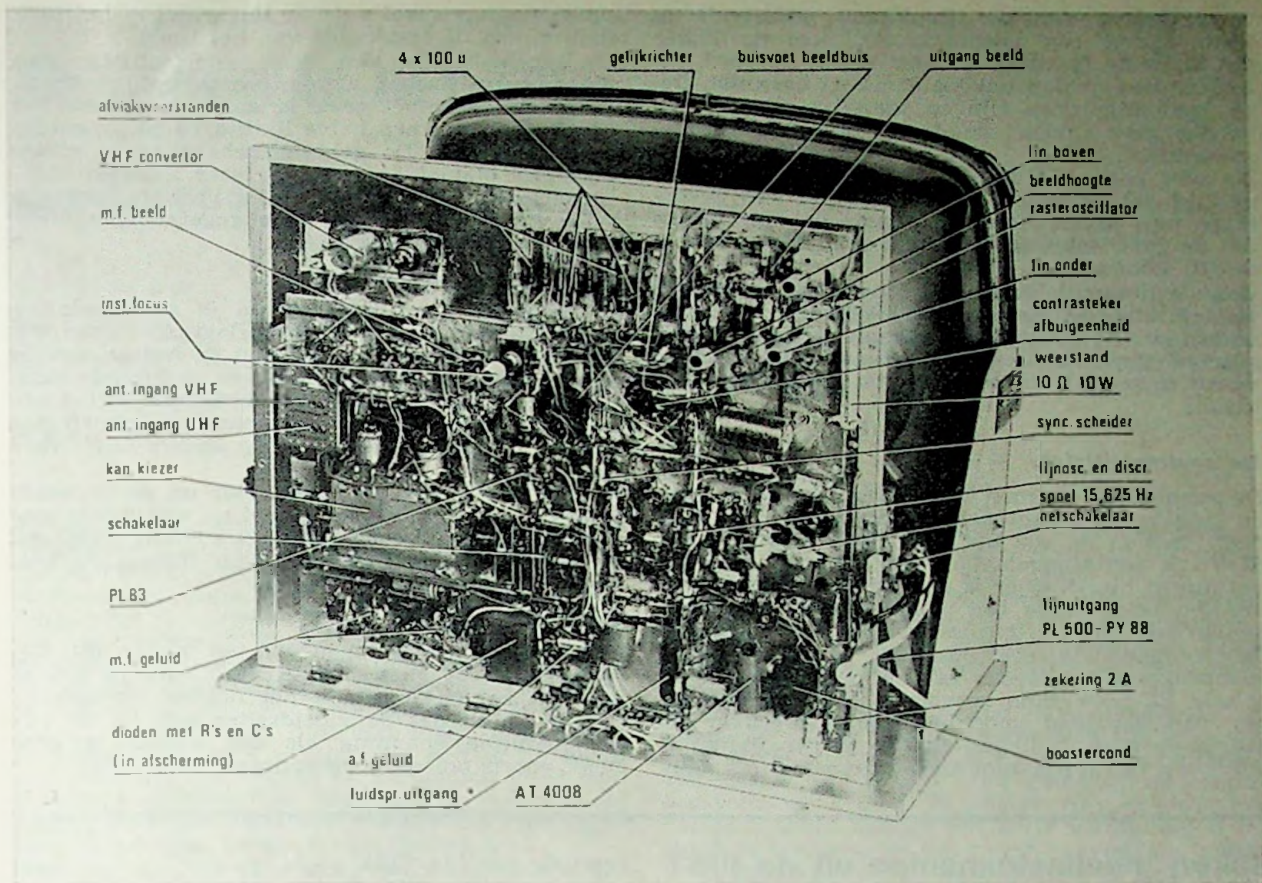 4 x 100 u
gelijkrichter
buisvoet beeldbuis
uitgang beeld
afvlakweerstanden
VHF convertor
m.f. beeld
inst. focus
ant. ingang VHF
ant. ingang UHF
kan. kiezer
schakelaar
PL 83
m.f. geluid
dioden met R's en C's
(in afscherming)
a.f. geluid
luidspr. uitgang
AT 4008
lin boven
beeldhoogte
rasteroscillator
lin. onder
contrasteker
afbuigeenheid
weerstand
10 Ω 10 W
sync. scheider
lijnosc en discr
spoel 15,625 Hz
netschakelaar
lijnuitgang
PL 500 - PY 88
zekering 2 A
boostercond